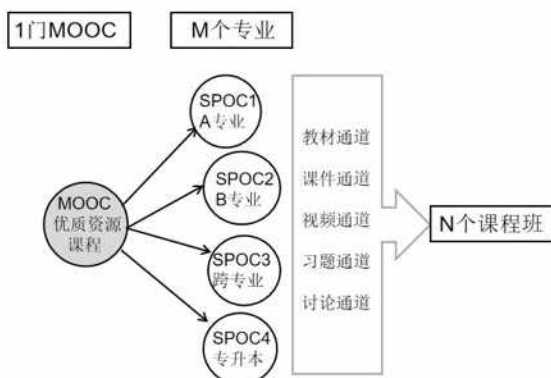 1门MOOC
M个专业
SPOC1
A专业
SPOC2
B专业
MOOC
优质资源
课程
SPOC3
跨专业
SPOC4
专升本
教材通道
课件通道
视频通道
习题通道
讨论通道
N个课程班